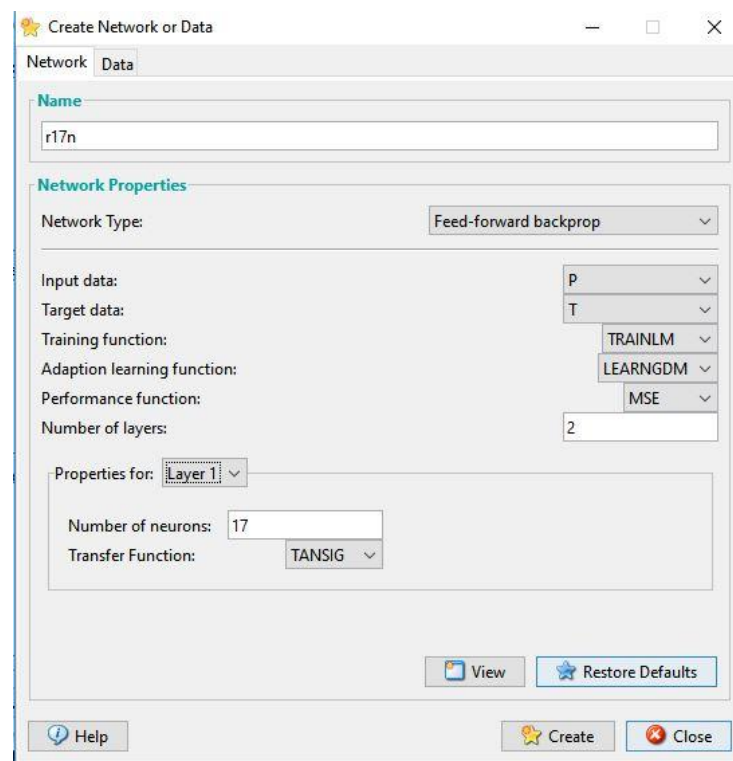 Create Network or Data
Network Data
Name
r17n
Network Properties
Network Type: Feed-forward backprop
Input data: P
Target data: T
Training function: TRAINLM
Adaption learning function: LEARNGDM
Performance function: MSE
Number of layers: 2
Properties for: Layer 1
Number of neurons: 17
Transfer Function: TANSIG
View Restore Defaults
Help Create Close